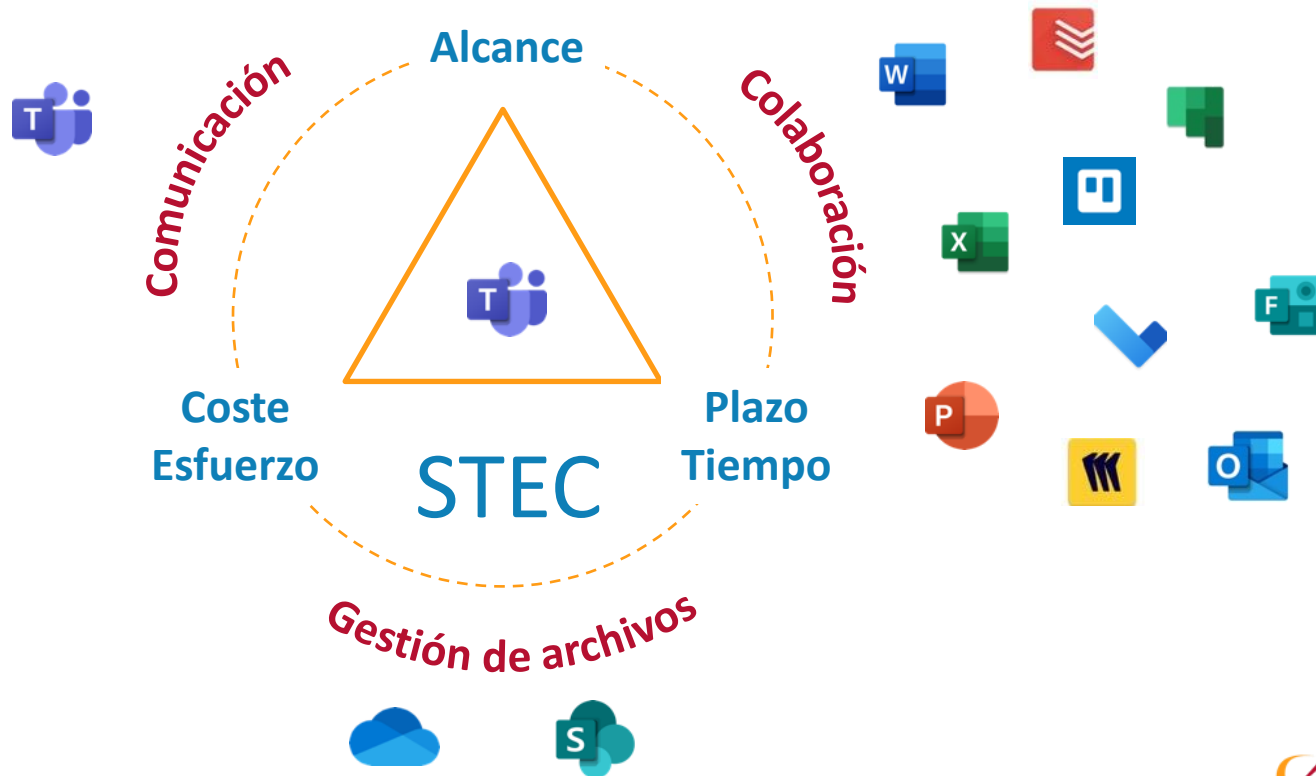 Alcance
Comunicación
Colaboración
T
T
W
X
F
P
O
Coste
Esfuerzo
Plazo
Tiempo
STEC
Gestión de archivos
S